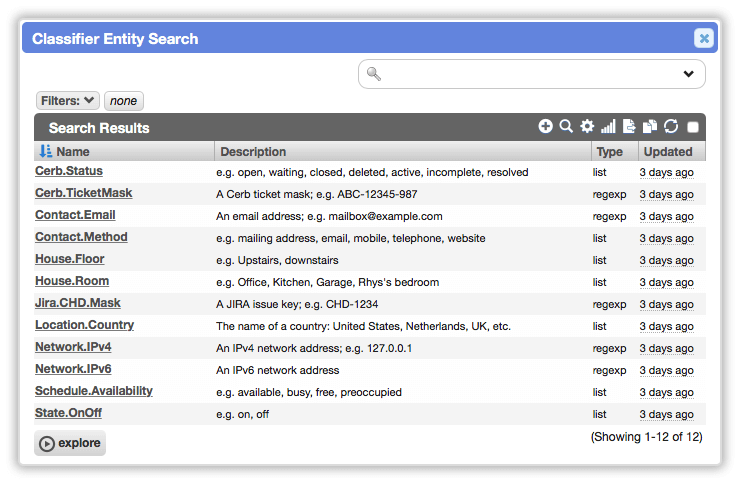 Classifier Entity Search
Filters: none
Search Results
Name Description Type Updated
Cerb.Status e.g. open, waiting, closed, deleted, active, incomplete, resolved list 3 days ago
Cerb.TicketMask A Cerb ticket mask; e.g. ABC-12345-987 regexp 3 days ago
Contact.Email An email address; e.g. mailbox@example.com regexp 3 days ago
Contact.Method e.g. mailing address, email, mobile, telephone, website list 3 days ago
House.Floor e.g. Upstairs, downstairs list 3 days ago
House.Room e.g. Office, Kitchen, Garage, Rhys's bedroom list 3 days ago
Jira.CHD.Mask A JIRA issue key; e.g. CHD-1234 regexp 3 days ago
Location.Country The name of a country: United States, Netherlands, UK, etc. list 3 days ago
Network.IPv4 An IPv4 network address; e.g. 127.0.0.1 regexp 3 days ago
Network.IPv6 An IPv6 network address regexp 3 days ago
Schedule.Availability e.g. available, busy, free, preoccupied list 3 days ago
State.OnOff e.g. on, off list 3 days ago
explore (Showing 1-12 of 12)